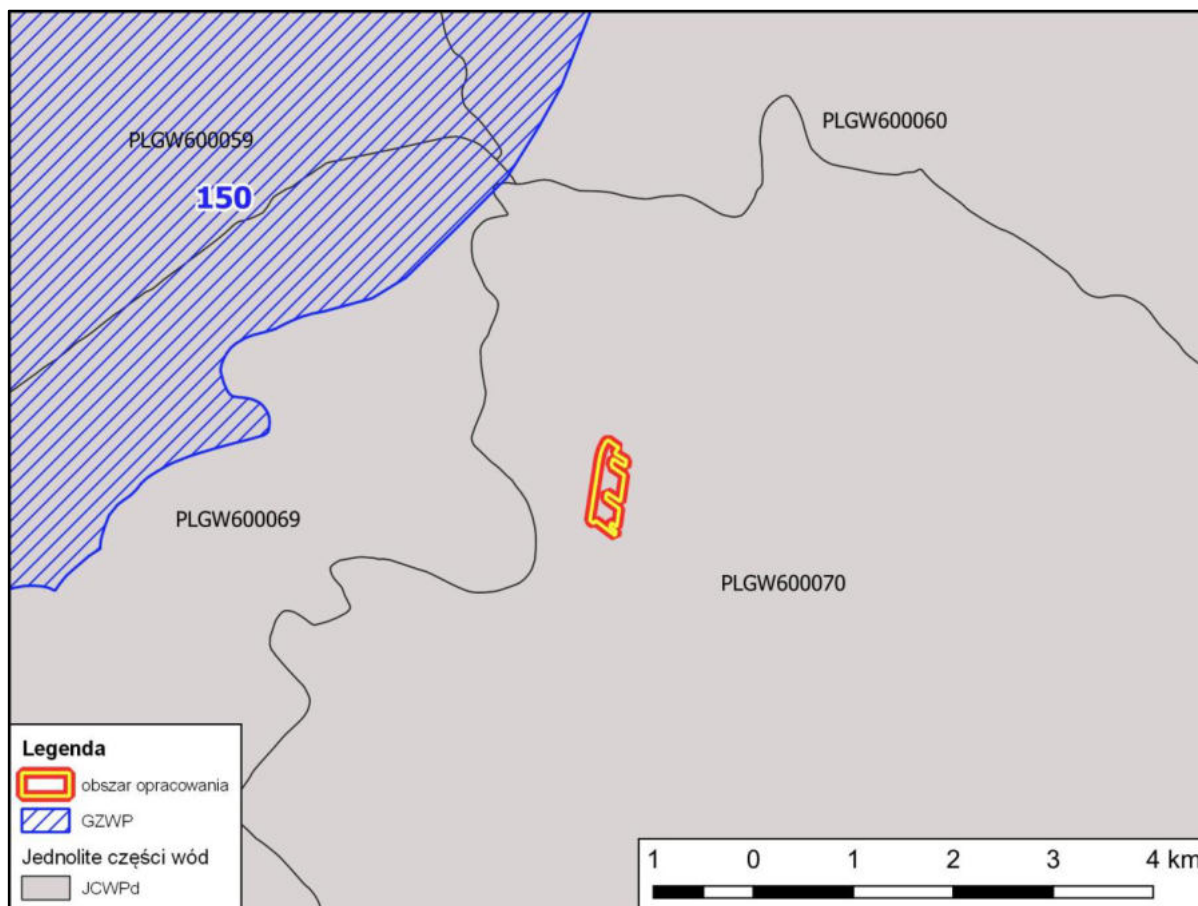 PLGW600060
PLGW600059
150
PLGW600069
PLGW600070
Legenda
obszar opracowania
GZWP
Jednolite części wód
JCWPd
1 0 1 2 3 4 km